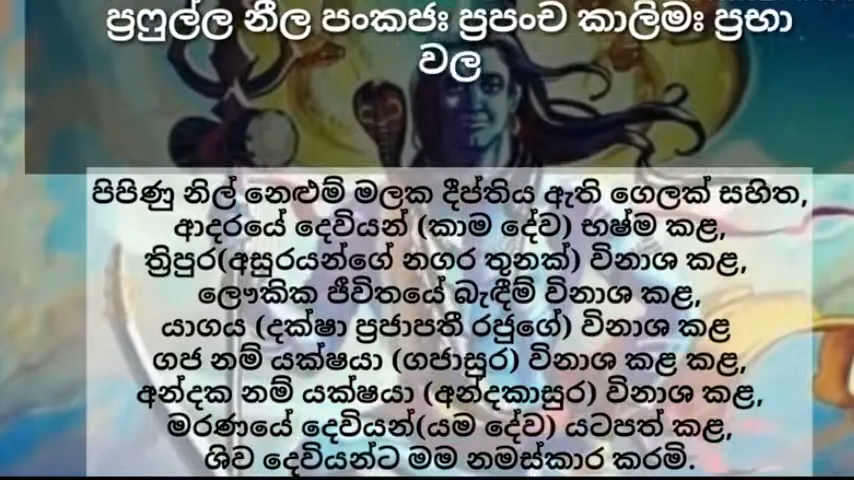 ප්‍රඵුල්ල නීල පංකජඃ ප්‍රපංච කාලිමඃ ප්‍රභා
වල
පිපිණු නිල් නෙළුම් මලක දීප්තිය ඇති ගෙලක් සහිත,
ආදරයේ දෙවියන් (කාම දේව) භෂ්ම කළ,
ත්‍රිපුර(අසුරයන්ගේ නගර තුනක්) විනාශ කළ,
ලෞකික ජීවිතයේ බැඳීම් විනාශ කළ,
යාගය (දක්ෂා ප්‍රජාපතී රජුගේ) විනාශ කළ
ගජ නම් යක්ෂයා (ගජාසුර) විනාශ කළ කළ,
අන්දක නම් යක්ෂයා (අන්දකාසුර) විනාශ කළ,
මරණයේ දෙවියන්(යම දේව) යටපත් කළ,
ශිව දෙවියන්ට මම නමස්කාර කරමි.